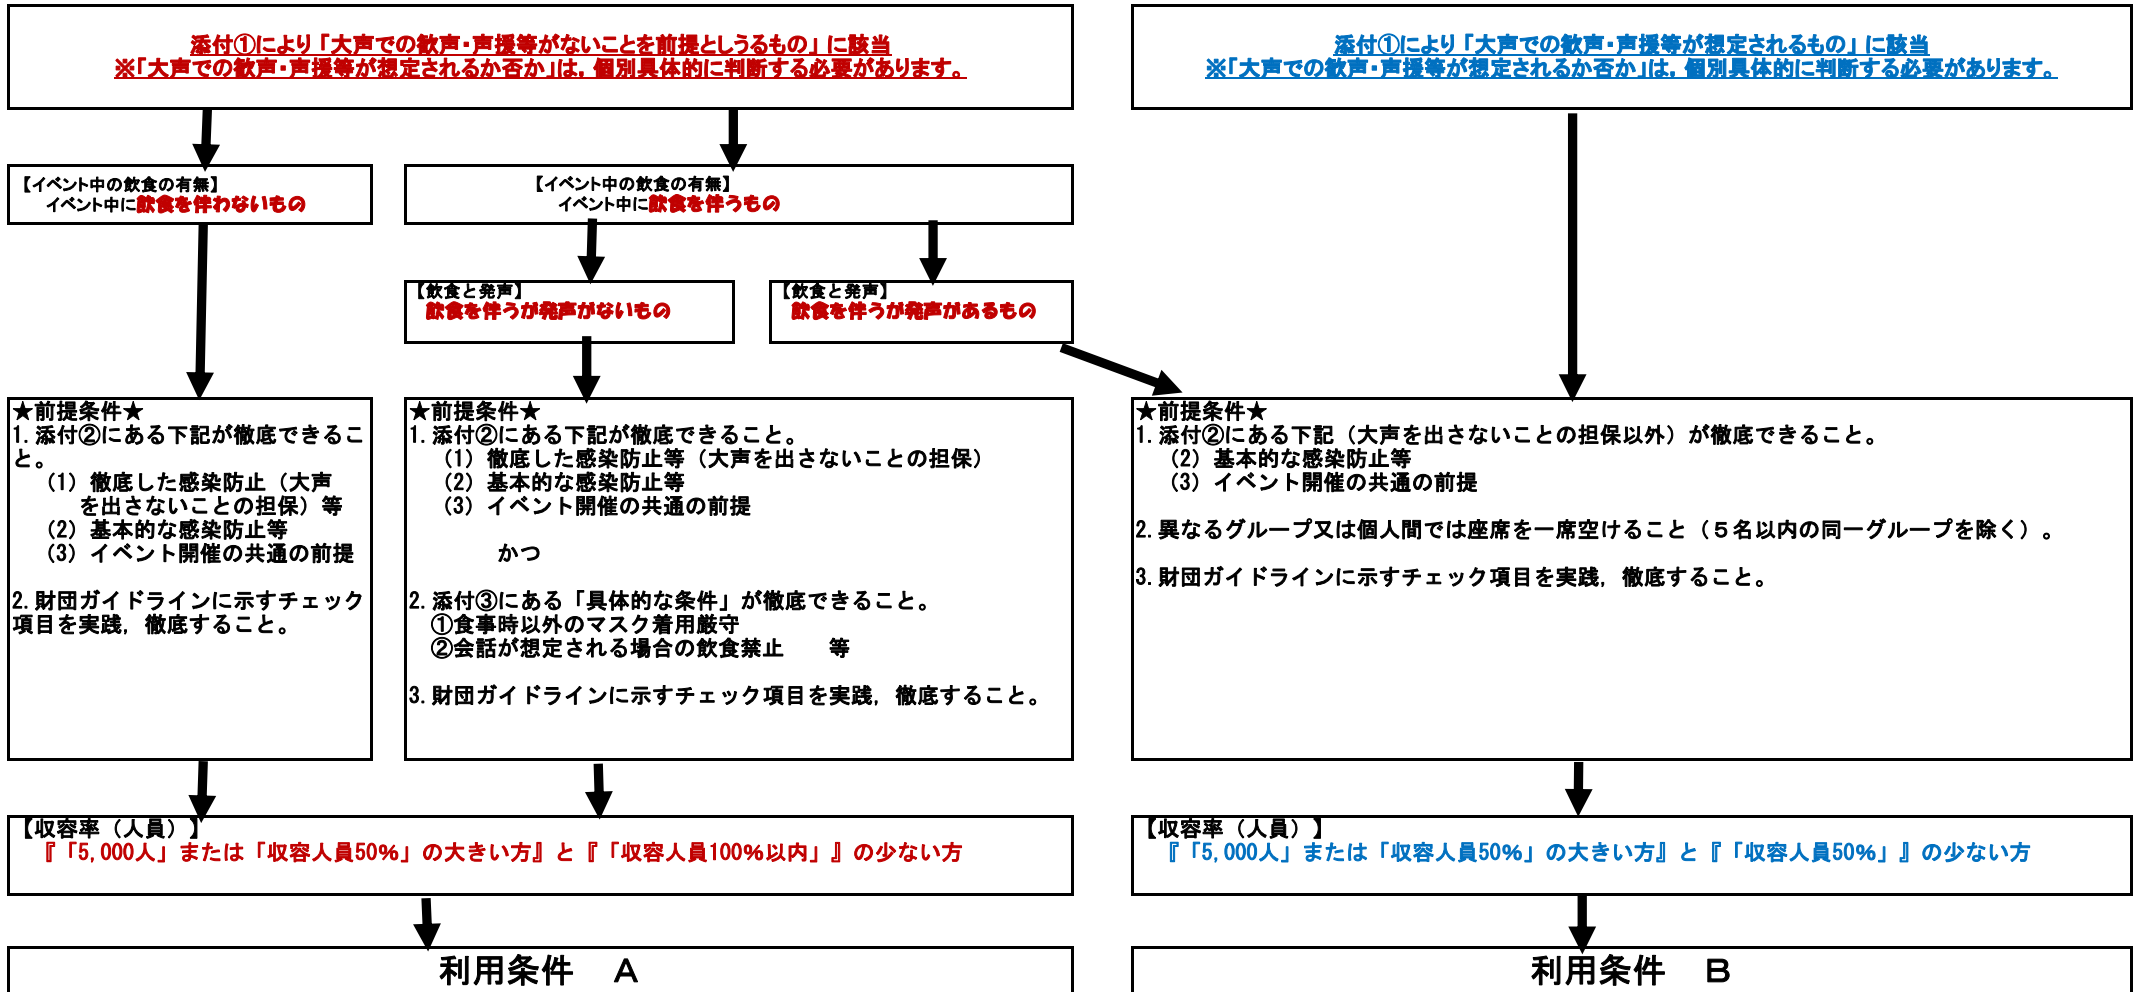 添付①により「大声での歓声・声援等がないことを前提としうるもの」に該当
※「大声での歓声・声援等が想定されるか否か」は，個別具体的に判断する必要があります。
添付①により「大声での歓声・声援等が想定されるもの」に該当
※「大声での歓声・声援等が想定されるか否か」は，個別具体的に判断する必要があります。
【イベント中の飲食の有無】
イベント中に飲食を伴わないもの
【イベント中の飲食の有無】
イベント中に飲食を伴うもの
【飲食と発声】
飲食を伴うが発声がないもの
【飲食と発声】
飲食を伴うが発声があるもの
★前提条件★
1.添付②にある下記が徹底できるこ
と。
（1）徹底した感染防止（大声
を出さないことの担保）等
（2）基本的な感染防止等
（3）イベント開催の共通の前提
2.財団ガイドラインに示すチェック
項目を実践，徹底すること。
★前提条件★
1.添付②にある下記が徹底できること。
（1）徹底した感染防止等（大声を出さないことの担保）
（2）基本的な感染防止等
（3）イベント開催の共通の前提
かつ
2.添付③にある「具体的な条件」が徹底できること。
①食事時以外のマスク着用厳守
②会話が想定される場合の飲食禁止　　等
3.財団ガイドラインに示すチェック項目を実践，徹底すること。
★前提条件★
1.添付②にある下記（大声を出さないことの担保以外）が徹底できること。
（2）基本的な感染防止等
（3）イベント開催の共通の前提
2.異なるグループ又は個人間では座席を一席空けること（５名以内の同一グループを除く）。
3.財団ガイドラインに示すチェック項目を実践，徹底すること。
【収容率（人員）】
『「5,000人」または「収容人員50%」の大きい方』と『「収容人員100%以内」』の少ない方
【収容率（人員）】
『「5,000人」または「収容人員50%」の大きい方』と『「収容人員50%」』の少ない方
利用条件　Ａ
利用条件　Ｂ